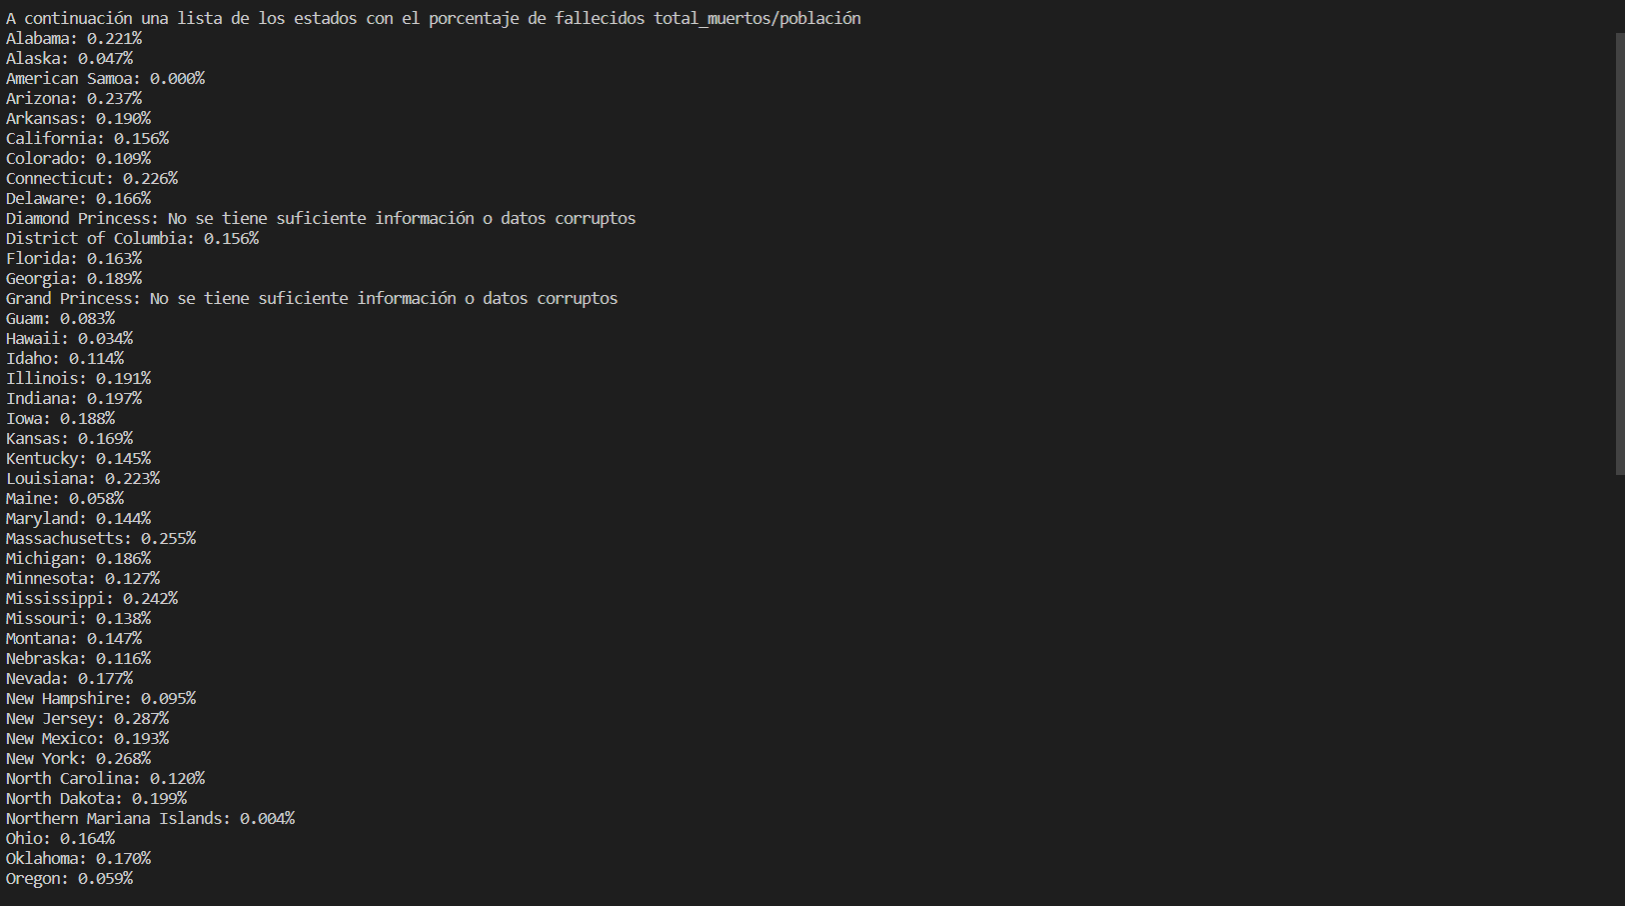 A continuación una lista de los estados con el porcentaje de fallecidos total_muertos/población
Alabama: 0.221%
Alaska: 0.047%
American Samoa: 0.000%
Arizona: 0.237%
Arkansas: 0.190%
California: 0.156%
Colorado: 0.109%
Connecticut: 0.226%
Delaware: 0.166%
Diamond Princess: No se tiene suficiente información o datos corruptos
District of Columbia: 0.156%
Florida: 0.163%
Georgia: 0.189%
Grand Princess: No se tiene suficiente información o datos corruptos
Guam: 0.083%
Hawaii: 0.034%
Idaho: 0.114%
Illinois: 0.191%
Indiana: 0.197%
Iowa: 0.188%
Kansas: 0.169%
Kentucky: 0.145%
Louisiana: 0.223%
Maine: 0.058%
Maryland: 0.144%
Massachusetts: 0.255%
Michigan: 0.186%
Minnesota: 0.127%
Mississippi: 0.242%
Missouri: 0.138%
Montana: 0.147%
Nebraska: 0.116%
Nevada: 0.177%
New Hampshire: 0.095%
New Jersey: 0.287%
New Mexico: 0.193%
New York: 0.268%
North Carolina: 0.120%
North Dakota: 0.199%
Northern Mariana Islands: 0.004%
Ohio: 0.164%
Oklahoma: 0.170%
Oregon: 0.059%